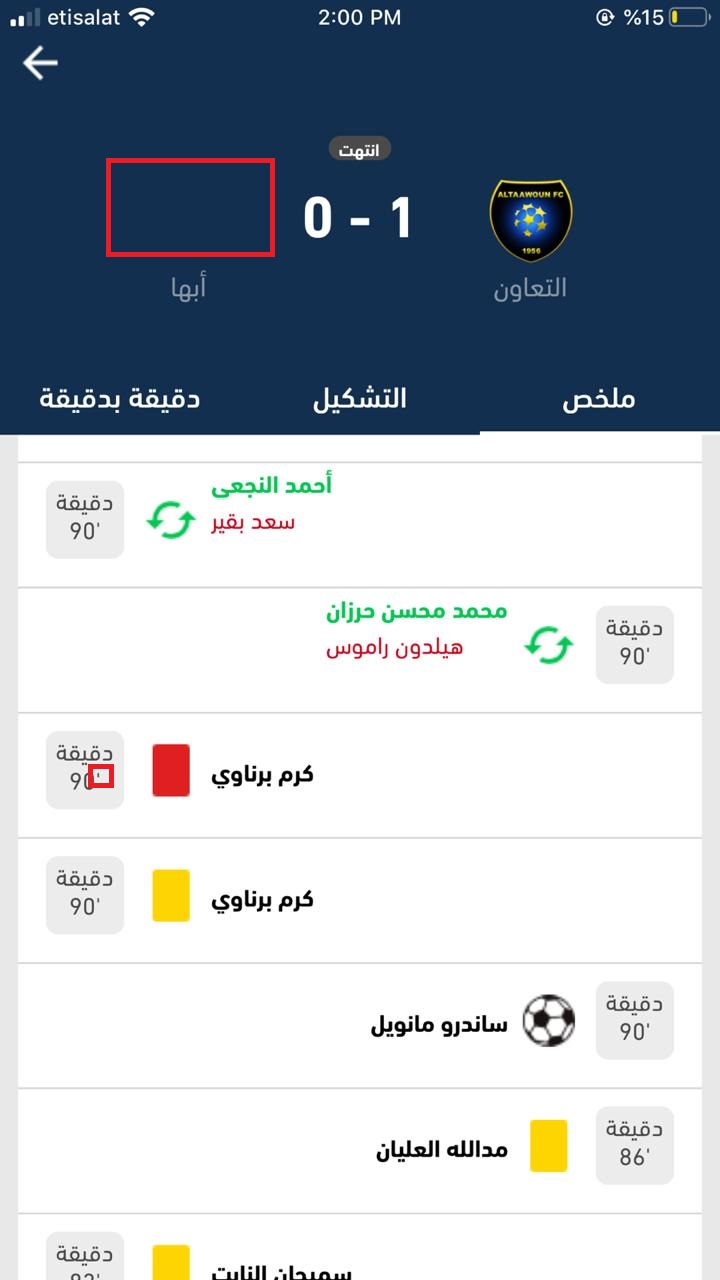 etisalat
2:00 PM
%15
انتهت
0 - 1
ALTAAWOUN FC
1956
التعاون
أبها
ملخص
التشكيل
دقيقة بدقيقة
أحمد النجعى
سعد بقير
دقيقة
90'
محمد محسن حرزان
هيلدون راموس
دقيقة
90'
كرم برناوي
دقيقة
90'
كرم برناوي
دقيقة
90'
ساندرو مانويل
دقيقة
90'
مدالله العليان
دقيقة
86'
سميحان النابت
دقيقة